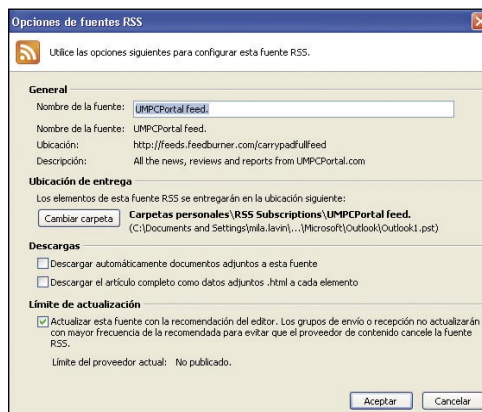 Opciones de fuentes RSS
Utilice las opciones siguientes para configurar esta fuente RSS.
General
Nombre de la fuente: UMPCPortal feed.
Nombre de la fuente: UMPCPortal feed.
Ubicación: http://feeds.feedburner.com/carrypadfullfeed
Descripción: All the news, reviews and reports from UMPCPortal.com
Ubicación de entrega
Los elementos de esta fuente RSS se entregarán en la ubicación siguiente:
Cambiar carpeta Carpetas personales\RSS Subscriptions\UMPCPortal feed.
(C:\Documents and Settings\mila.lavin\...\Microsoft\Outlook\Outlook1.pst)
Descargas
Descargar automáticamente documentos adjuntos a esta fuente
Descargar el artículo completo como datos adjuntos .html a cada elemento
Límite de actualización
Actualizar esta fuente con la recomendación del editor. Los grupos de envío o recepción no actualizarán
con mayor frecuencia de la recomendada para evitar que el proveedor de contenido cancele la fuente
RSS.
Límite del proveedor actual: No publicado.
Aceptar Cancelar